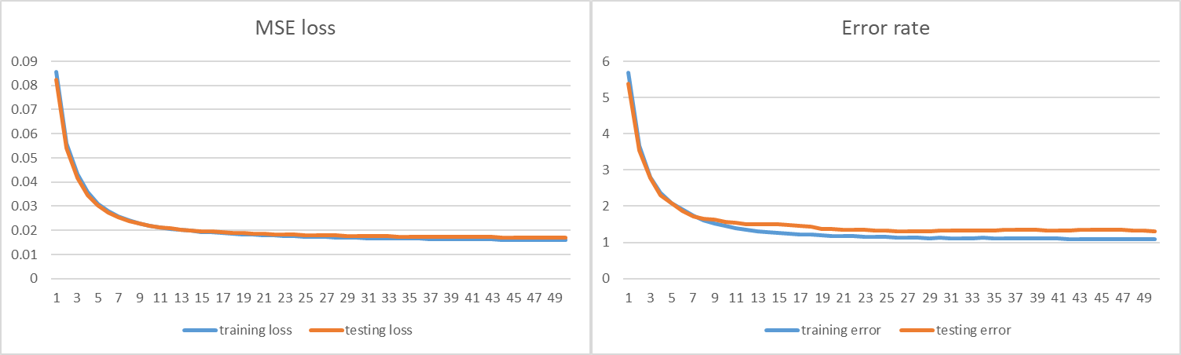 MSE loss
0.09
0.08
0.07
0.06
0.05
0.04
0.03
0.02
0.01
0
1 3 5 7 9 11 13 15 17 19 21 23 25 27 29 31 33 35 37 39 41 43 45 47 49
training loss testing loss
Error rate
6
5
4
3
2
1
0
1 3 5 7 9 11 13 15 17 19 21 23 25 27 29 31 33 35 37 39 41 43 45 47 49
training error testing error